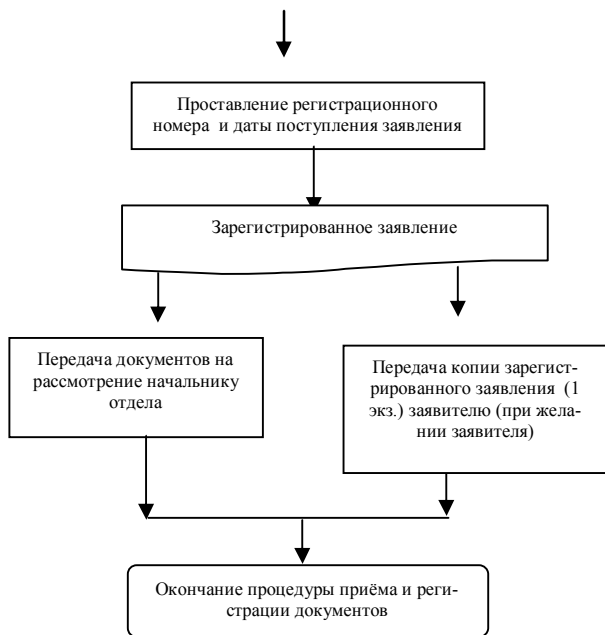 Проставление регистрационного
номера и даты поступления заявления
Зарегистрированное заявление
Передача документов на
рассмотрение начальнику
отдела
Передача копии зарегист-
рированного заявления (1
экз.) заявителю (при жела-
нии заявителя)
Окончание процедуры приёма и реги-
страции документов